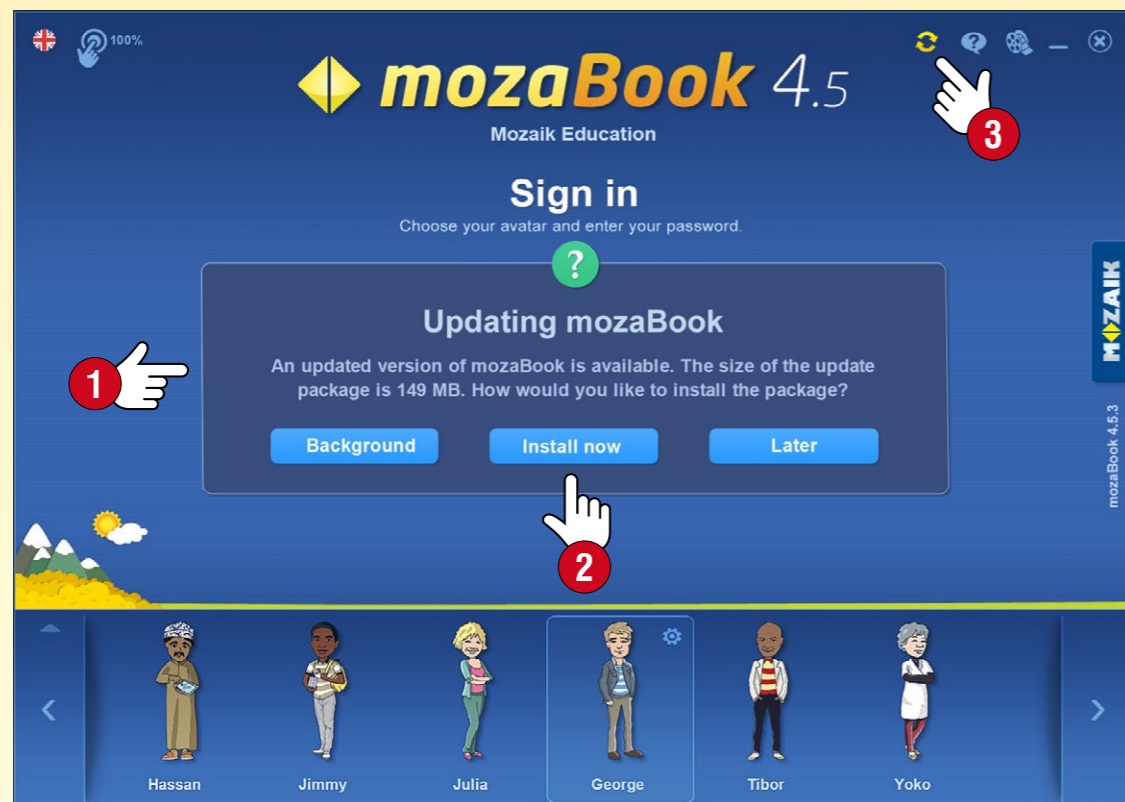 100%
mozaBook 4.5
Mozaik Education
3
Sign in
Choose your avatar and enter your password.
?
Updating mozaBook
An updated version of mozaBook is available. The size of the update
package is 149 MB. How would you like to install the package?
1
Background
Install now
Later
2
MOZAIK
mozaBook 4.5.3
Hassan
Jimmy
Julia
George
Tibor
Yoko